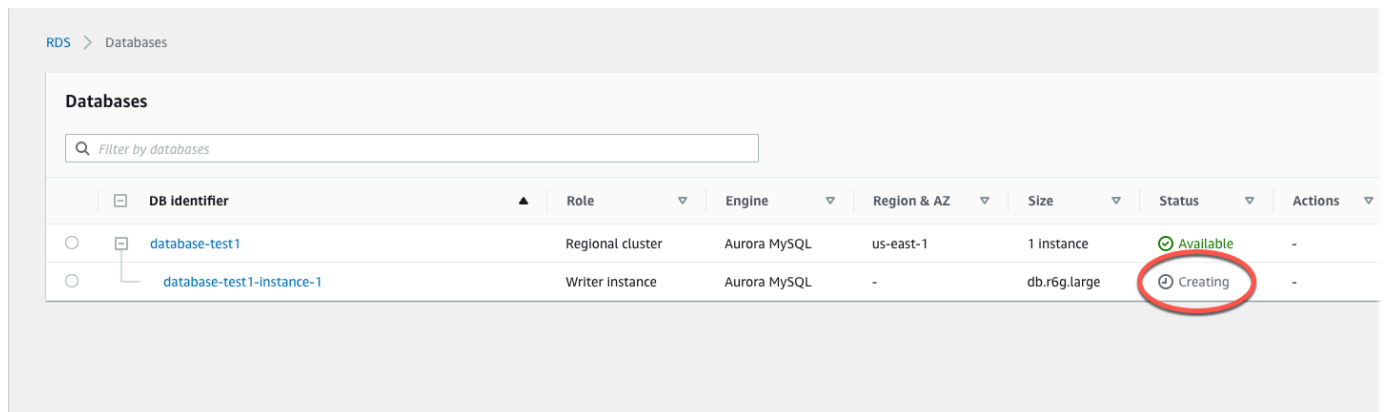 RDS > Databases
Databases
Filter by databases
DB identifier Role Engine Region & AZ Size Status Actions
database-test1 Regional cluster Aurora MySQL us-east-1 1 instance Available -
database-test1-instance-1 Writer instance Aurora MySQL - db.r6g.large Creating -